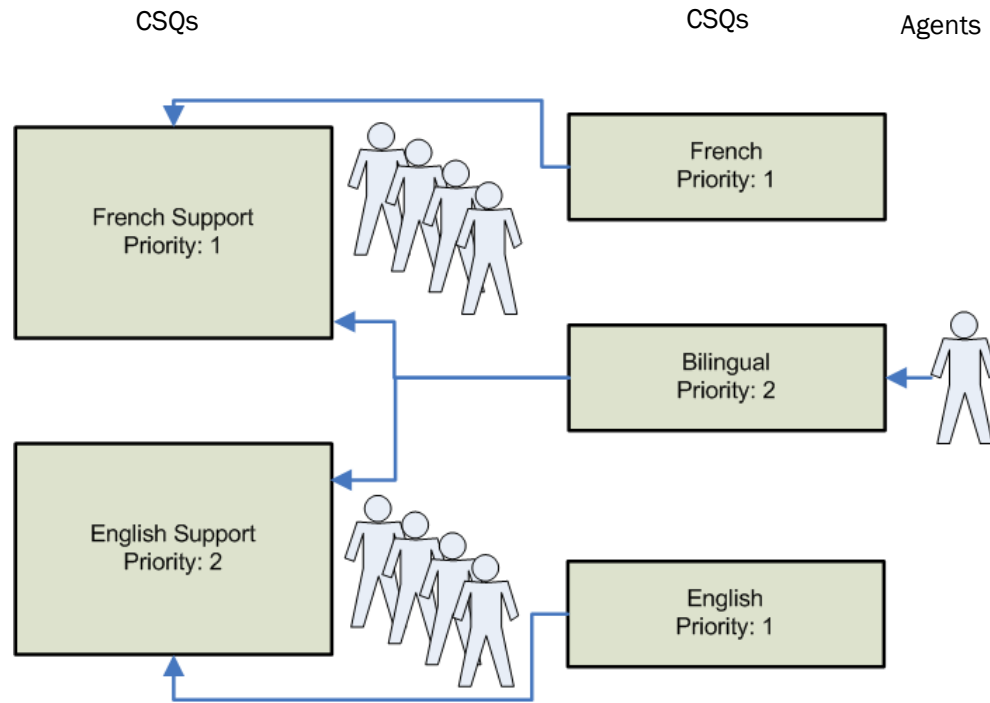 CSQs
CSQs
Agents
French Support
Priority: 1
French
Priority: 1
Bilingual
Priority: 2
English Support
Priority: 2
English
Priority: 1